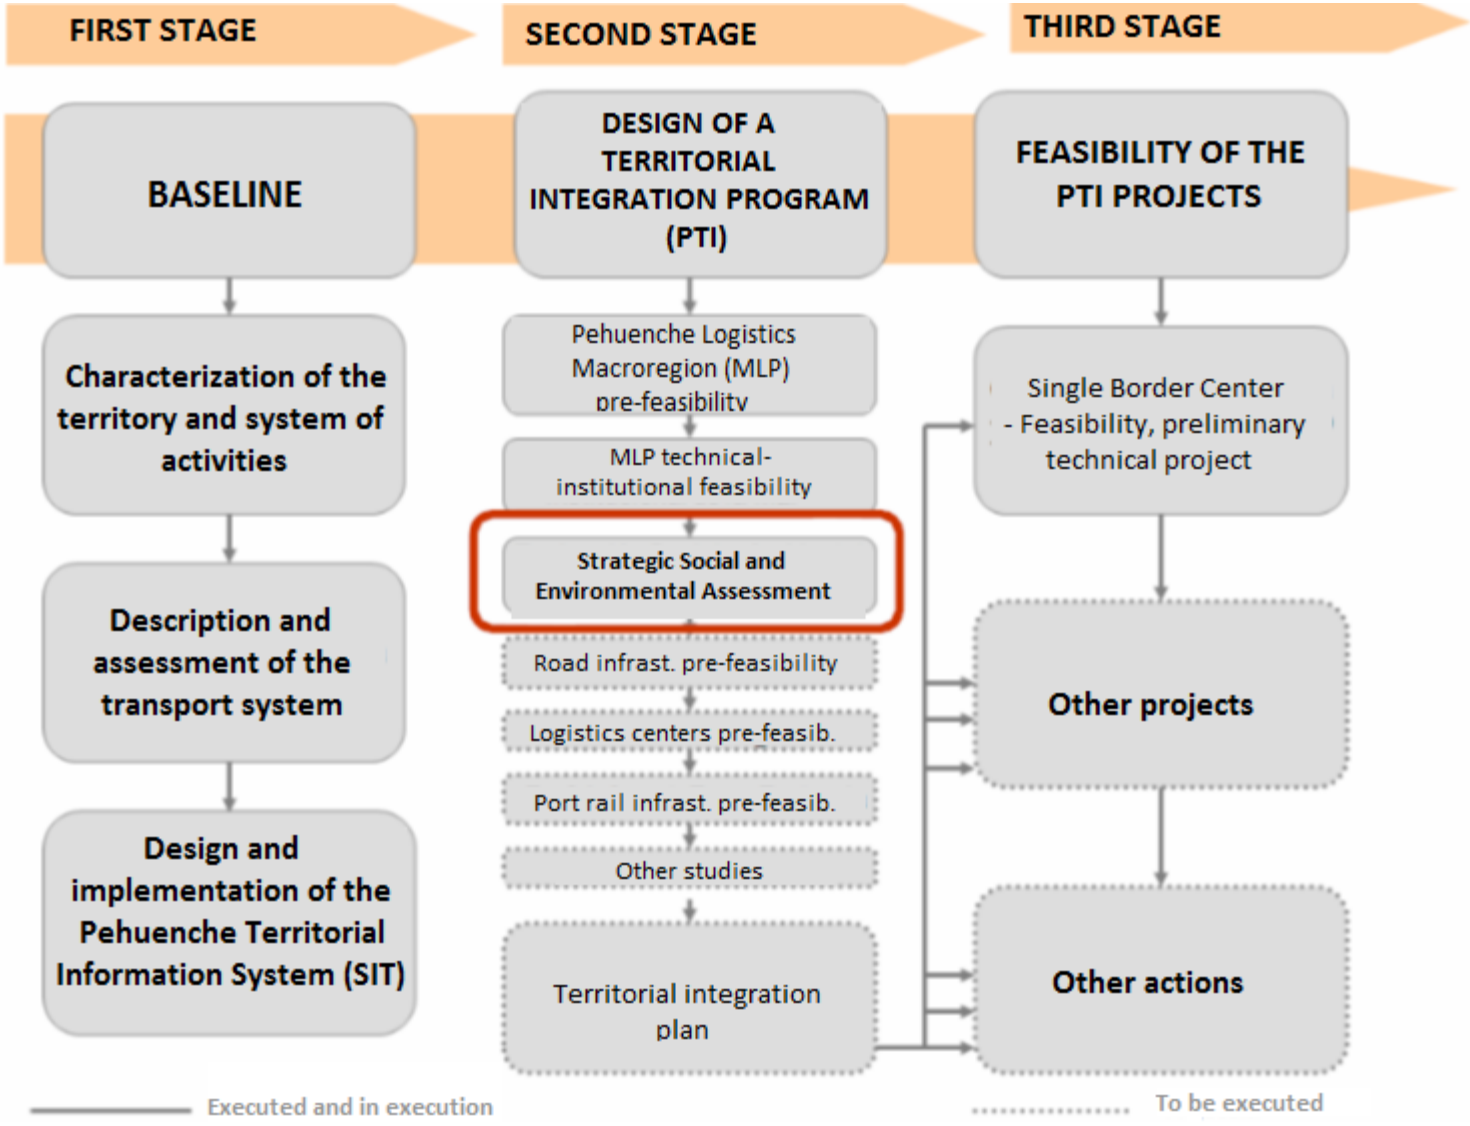 FIRST STAGE
SECOND STAGE
THIRD STAGE
BASELINE
Characterization of the
territory and system of
activities
Description and
assessment of the
transport system
Design and
implementation of the
Pehuenche Territorial
Information System (SIT)
DESIGN OF A
TERRITORIAL
INTEGRATION PROGRAM
(PTI)
Pehuenche Logistics
Macroregion (MLP)
pre-feasibility
MLP technical-
institutional feasibility
Strategic Social and
Environmental Assessment
Road infrast. pre-feasibility
Logistics centers pre-feasib.
Port rail infrast. pre-feasib.
Other studies
Territorial integration
plan
FEASIBILITY OF THE
PTI PROJECTS
Single Border Center
- Feasibility, preliminary
technical project
Other projects
Other actions
Executed and in execution
To be executed